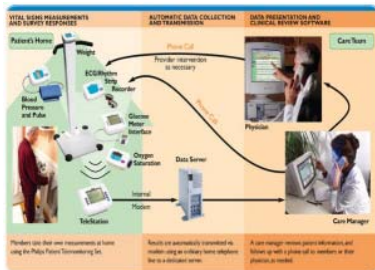 VITAL SIGNS MEASUREMENTS
AND SURVEY RESPONSES
AUTOMATIC DATA COLLECTION
AND TRANSMISSION
DATA PRESENTATION AND
CLINICAL REVIEW SOFTWARE
Patient's Home
Care Team
Weight
ECG/Rhythm
Strip
Recorder
Blood
Pressure
and Pulse
Glucose
Meter
Interface
Oxygen
Saturation
TeleStation
Phone Call
Provider intervention
as necessary
Phone Call
Physician
Data Server
Internal
Modem
Care Manager
Members take their own measurements at home
using the Philips Patient Telemonitoring Set.
Results are automatically transmitted via
modem using an ordinary home telephone
line to a dedicated server.
A care manager reviews patient information, and
follows up with a phone call to members or their
physician, as needed.